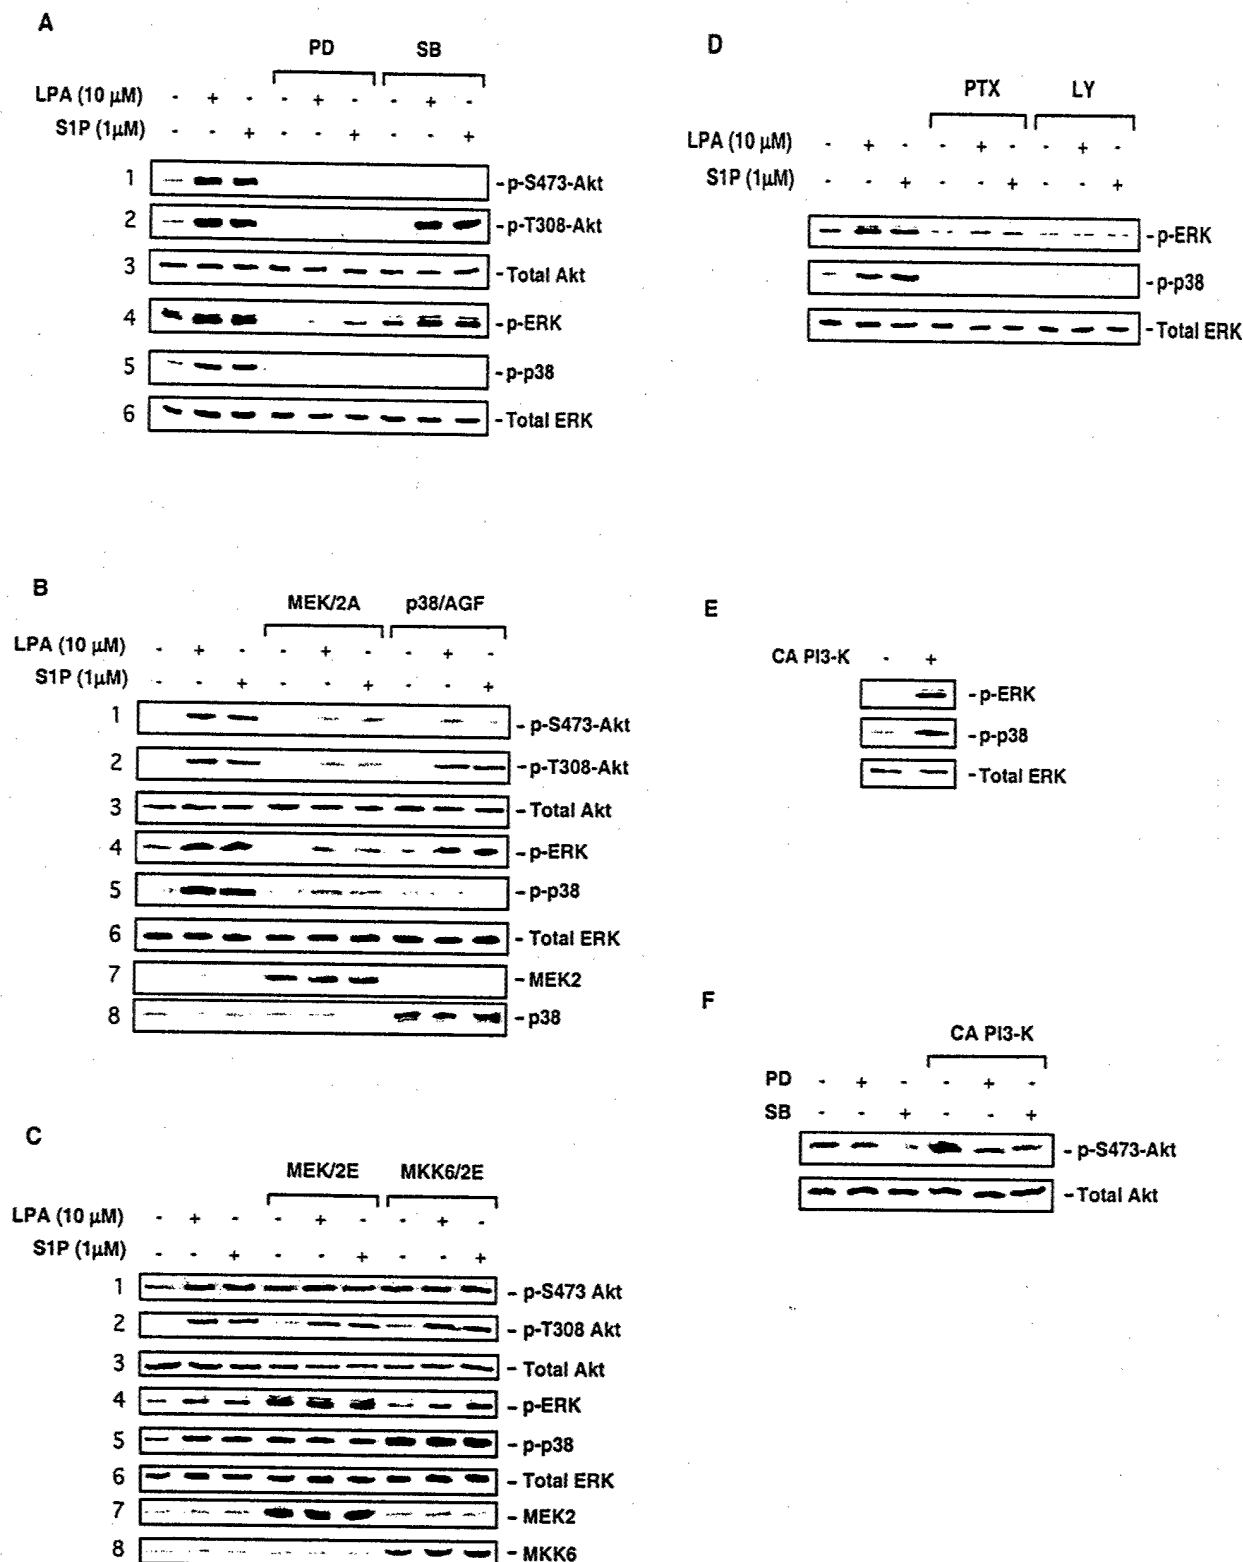 A
PD SB
LPA (10 µM) - + - - + - - + -
S1P (1µM) - - + - - + - - +
1 -p-S473-Akt
2 -p-T308-Akt
3 -Total Akt
4 -p-ERK
5 -p-p38
6 -Total ERK
B
MEK/2A p38/AGF
LPA (10 µM) - + - - + - - + -
S1P (1µM) - - + - - + - - +
1 -p-S473-Akt
2 -p-T308-Akt
3 -Total Akt
4 -p-ERK
5 -p-p38
6 -Total ERK
7 -MEK2
8 -p38
C
MEK/2E MKK6/2E
LPA (10 µM) - + - - + - - + -
S1P (1µM) - - + - - + - - +
1 -p-S473 Akt
2 -p-T308 Akt
3 -Total Akt
4 -p-ERK
5 -p-p38
6 -Total ERK
7 -MEK2
8 -MKK6
D
PTX LY
LPA (10 µM) - + - - + - - + -
S1P (1µM) - - + - - + - - +
-p-ERK
-p-p38
-Total ERK
E
CA PI3-K - +
-p-ERK
-p-p38
-Total ERK
F
CA PI3-K
PD - + - - + -
SB - - + - - +
-p-S473-Akt
-Total Akt